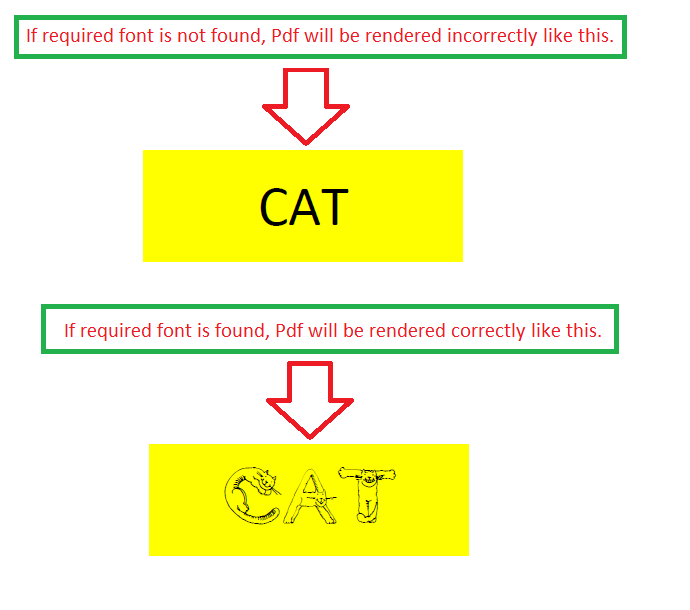 If required font is not found, Pdf will be rendered incorrectly like this.
CAT
If required font is found, Pdf will be rendered correctly like this.
CAT